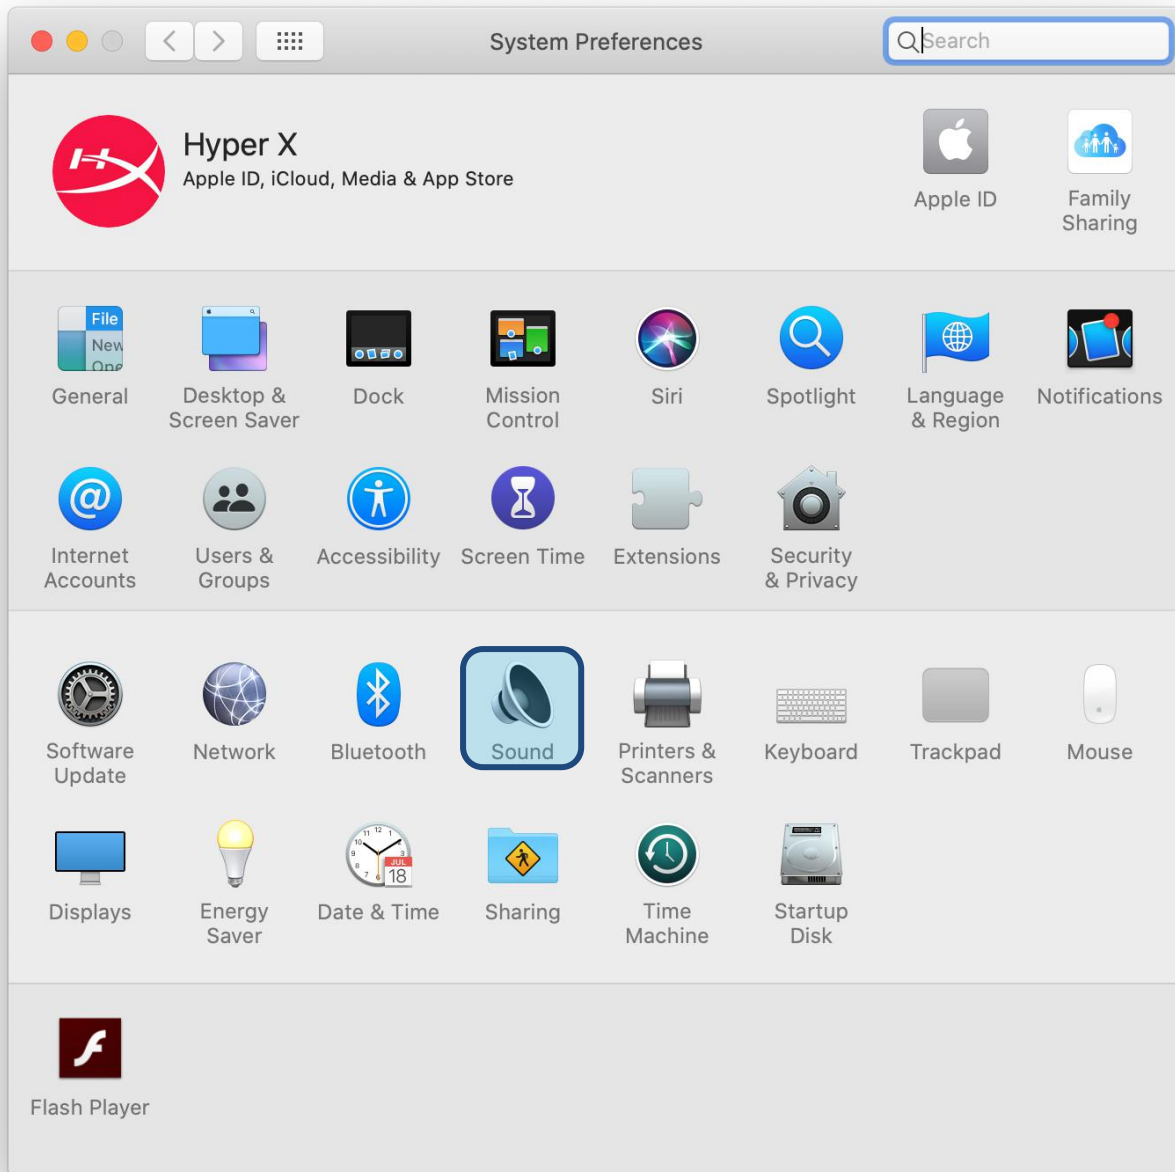 System Preferences
Search
Hyper X
Apple ID, iCloud, Media & App Store
Apple ID
Family
Sharing
File
New
Ope
General
Desktop &
Screen Saver
Dock
Mission
Control
Siri
Spotlight
Language
& Region
Notifications
Internet
Accounts
Users &
Groups
Accessibility
Screen Time
Extensions
Security
& Privacy
Software
Update
Network
Bluetooth
Sound
Printers &
Scanners
Keyboard
Trackpad
Mouse
JUL
18
Displays
Energy
Saver
Date & Time
Sharing
Time
Machine
Startup
Disk
Flash Player